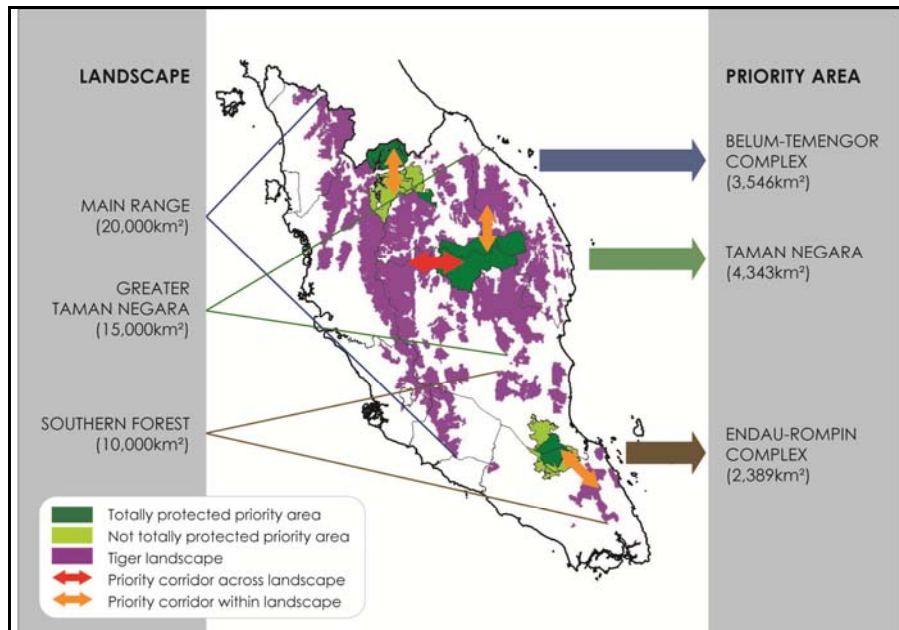 LANDSCAPE
MAIN RANGE
(20,000km²)
GREATER
TAMAN NEGARA
(15,000km²)
SOUTHERN FOREST
(10,000km²)
PRIORITY AREA
BELUM-TEMENGOR
COMPLEX
(3,546km²)
TAMAN NEGARA
(4,343km²)
ENDAU-ROMPIN
COMPLEX
(2,389km²)
Totally protected priority area
Not totally protected priority area
Tiger landscape
Priority corridor across landscape
Priority corridor within landscape